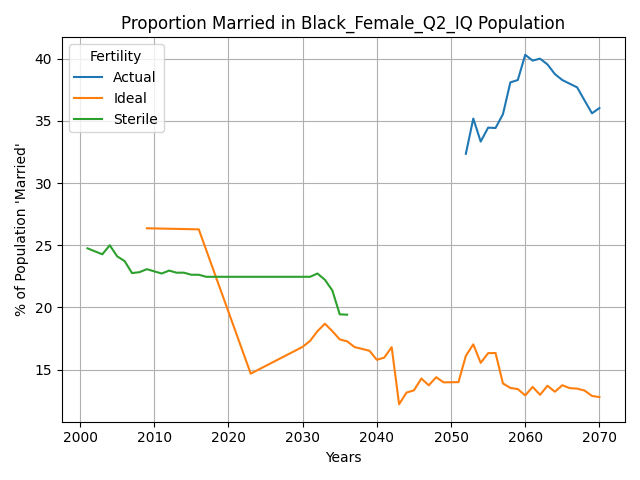 Proportion Married in Black_Female_Q2_IQ Population
Fertility
Actual
Ideal
Sterile
% of Population 'Married'
40
35
30
25
20
15
2000 2010 2020 2030 2040 2050 2060 2070
Years